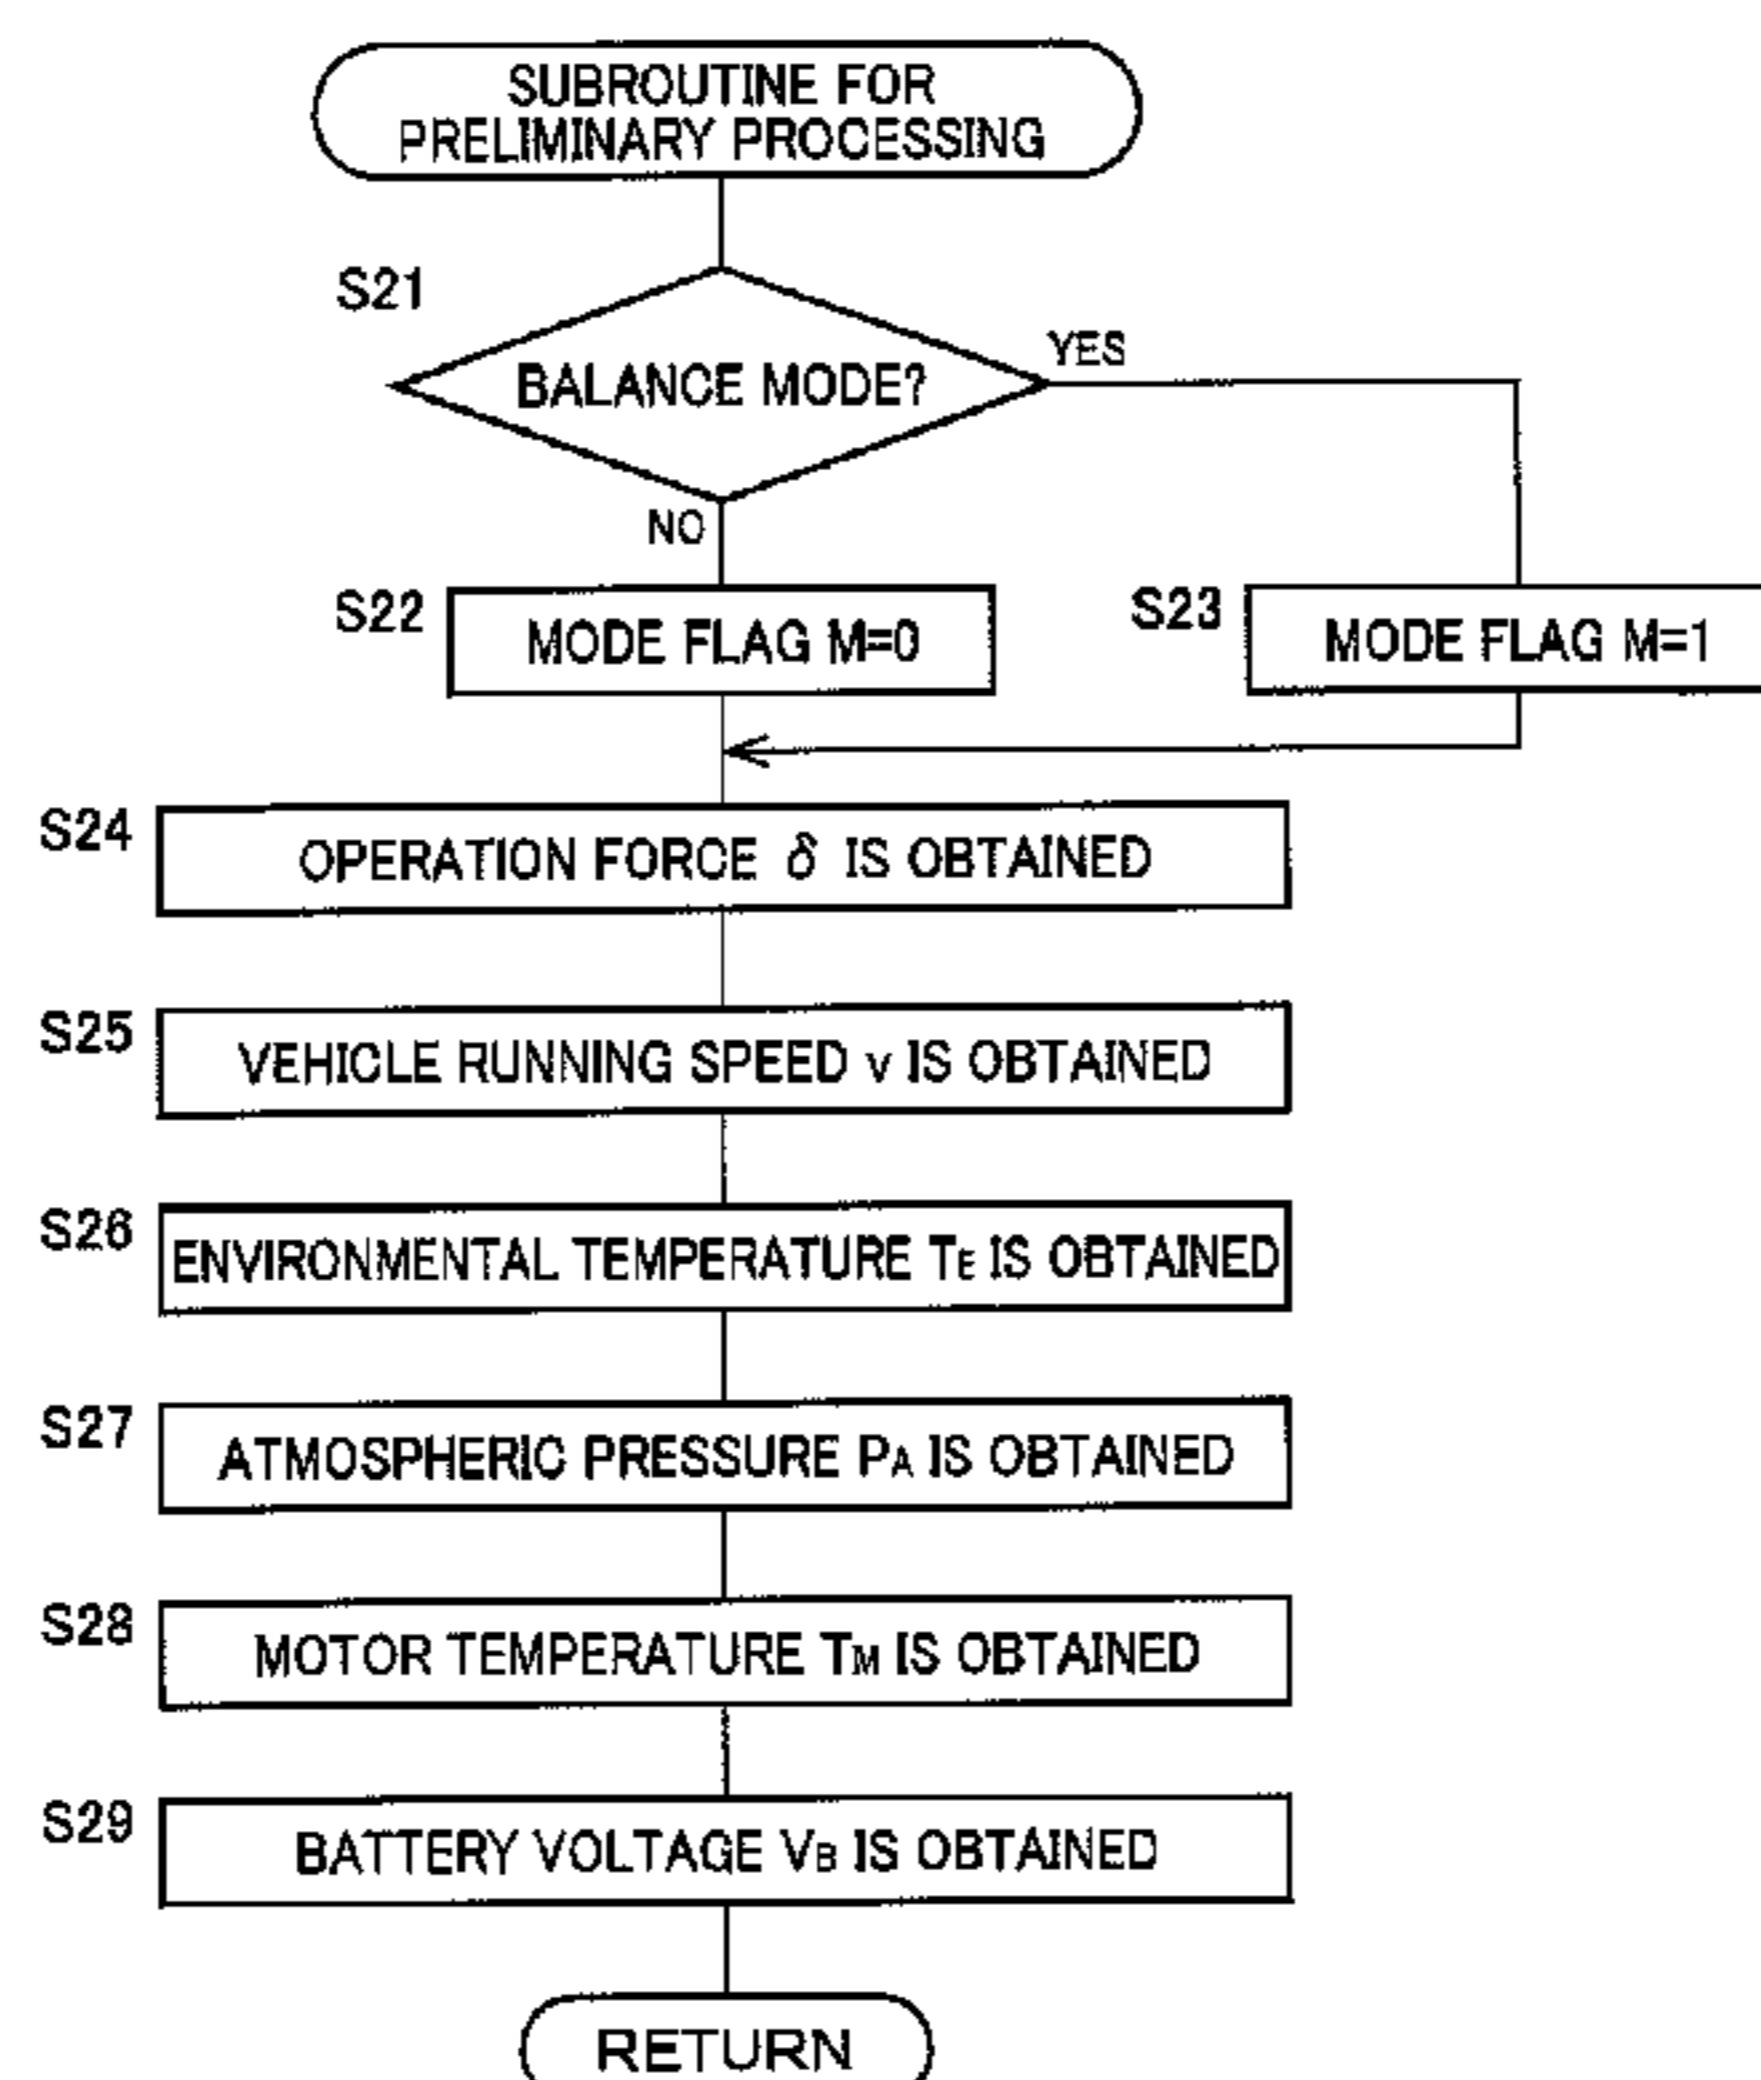 SUBROUTINE FOR
PRELIMINARY PROCESSING
S21
BALANCE MODE?
YES
NO
S22
MODE FLAG M=0
S23
MODE FLAG M=1
S24
OPERATION FORCE δ IS OBTAINED
S25
VEHICLE RUNNING SPEED v IS OBTAINED
S26
ENVIRONMENTAL TEMPERATURE TE IS OBTAINED
S27
ATMOSPHERIC PRESSURE PA IS OBTAINED
S28
MOTOR TEMPERATURE TM IS OBTAINED
S29
BATTERY VOLTAGE VB IS OBTAINED
RETURN